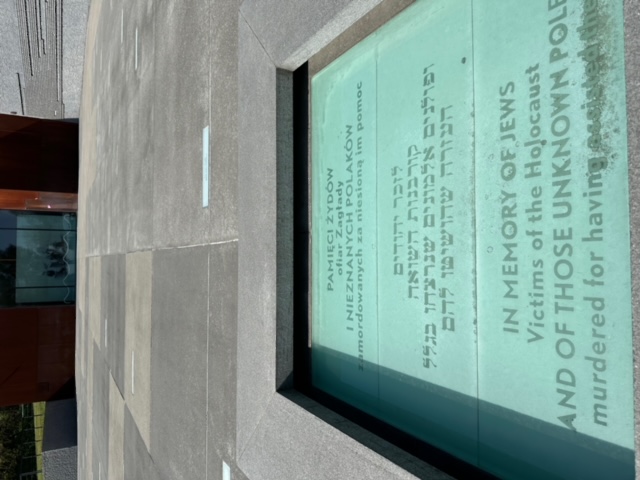 PAMIĘCI ŻYDÓW
ofiar Zagłady
I NIEZNANYCH POLAKÓW
zamordowanych za niesioną im pomoc
לזכר יהודים
קורבנות השואה
ופולנים אלמונים שנרצחו בגלל
העזרה שהושיטו להם
IN MEMORY OF JEWS
Victims of the Holocaust
AND OF THOSE UNKNOWN POLE
murdered for having